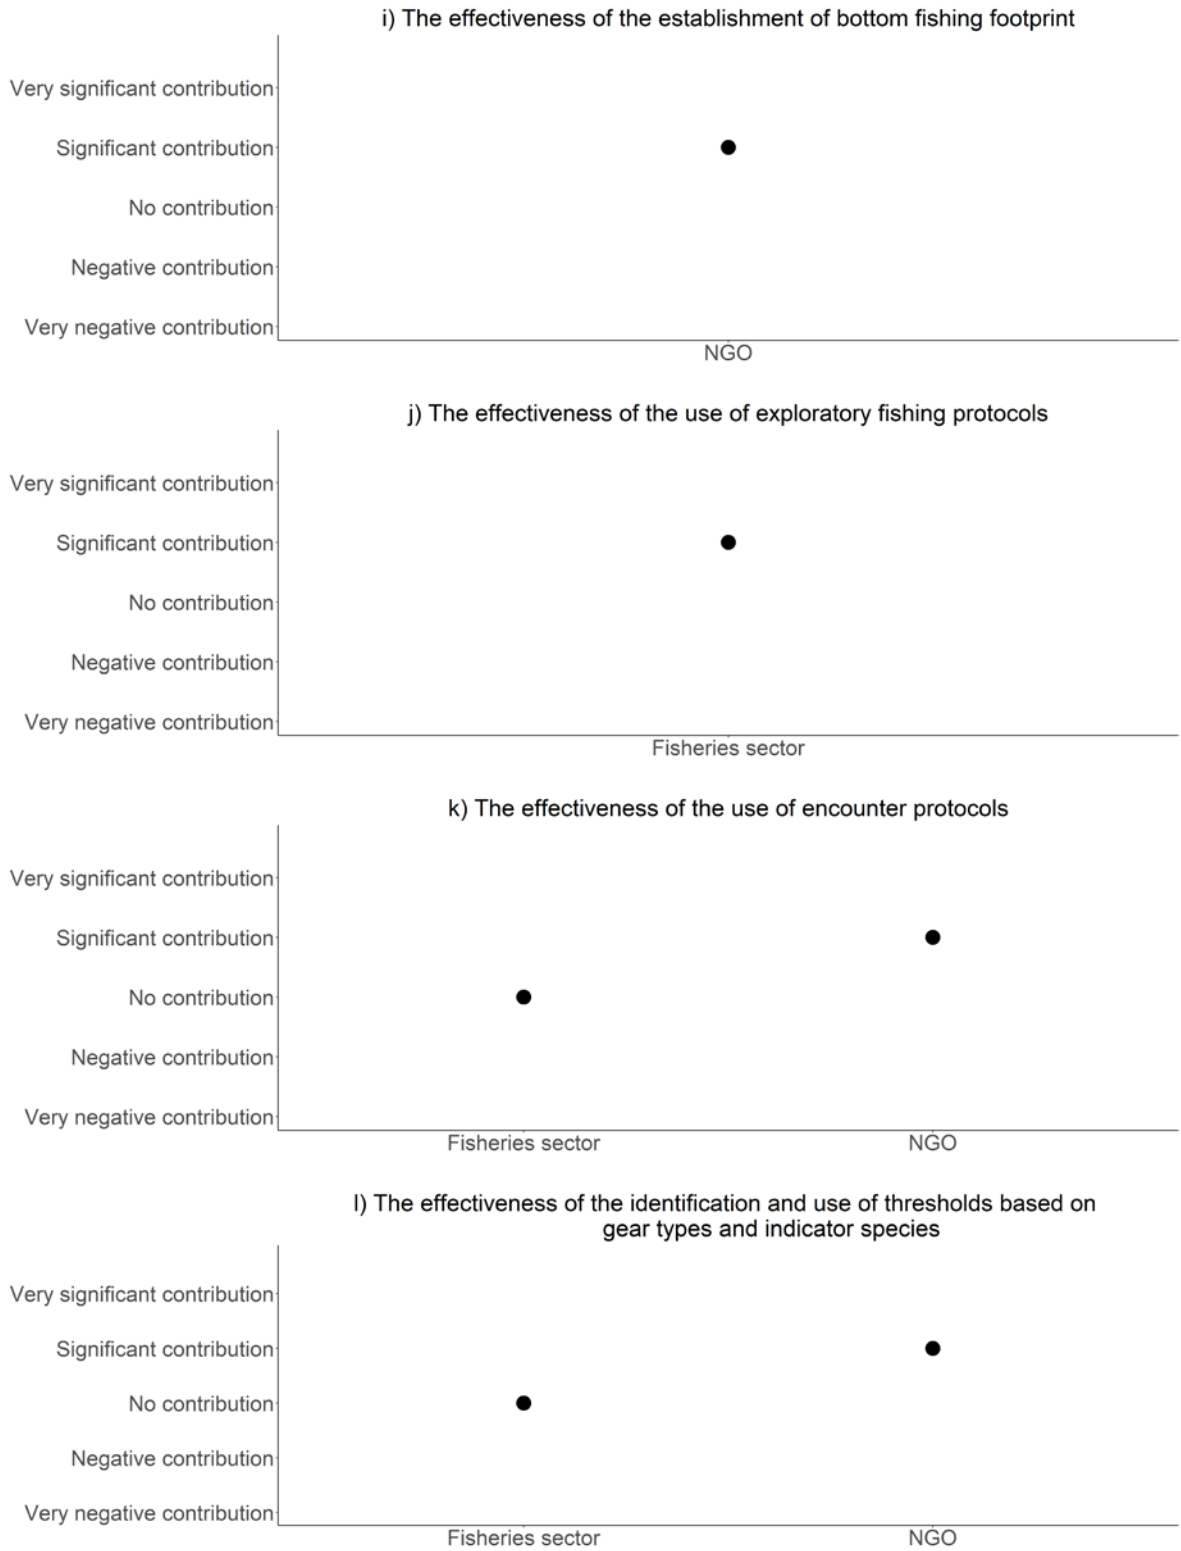 i) The effectiveness of the establishment of bottom fishing footprint
Very significant contribution
Significant contribution
No contribution
Negative contribution
Very negative contribution
NGO
j) The effectiveness of the use of exploratory fishing protocols
Very significant contribution
Significant contribution
No contribution
Negative contribution
Very negative contribution
Fisheries sector
k) The effectiveness of the use of encounter protocols
Very significant contribution
Significant contribution
No contribution
Negative contribution
Very negative contribution
Fisheries sector NGO
l) The effectiveness of the identification and use of thresholds based on
gear types and indicator species
Very significant contribution
Significant contribution
No contribution
Negative contribution
Very negative contribution
Fisheries sector NGO